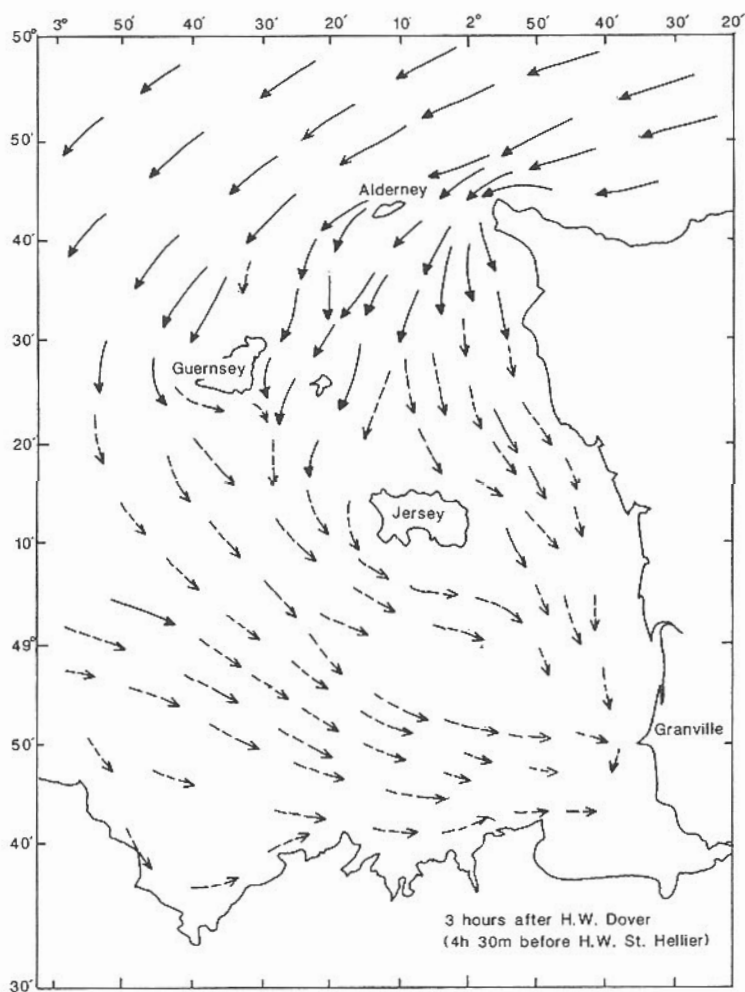 50° 3° 50′ 40′ 30′ 20′ 10′ 2° 50′ 40′ 30′ 20′
50′
Alderney
40′
30′
Guernsey
20′
Jersey
10′
49°
Granville
50′
40′
3 hours after H.W. Dover
(4h 30m before H.W. St. Hellier)
30′